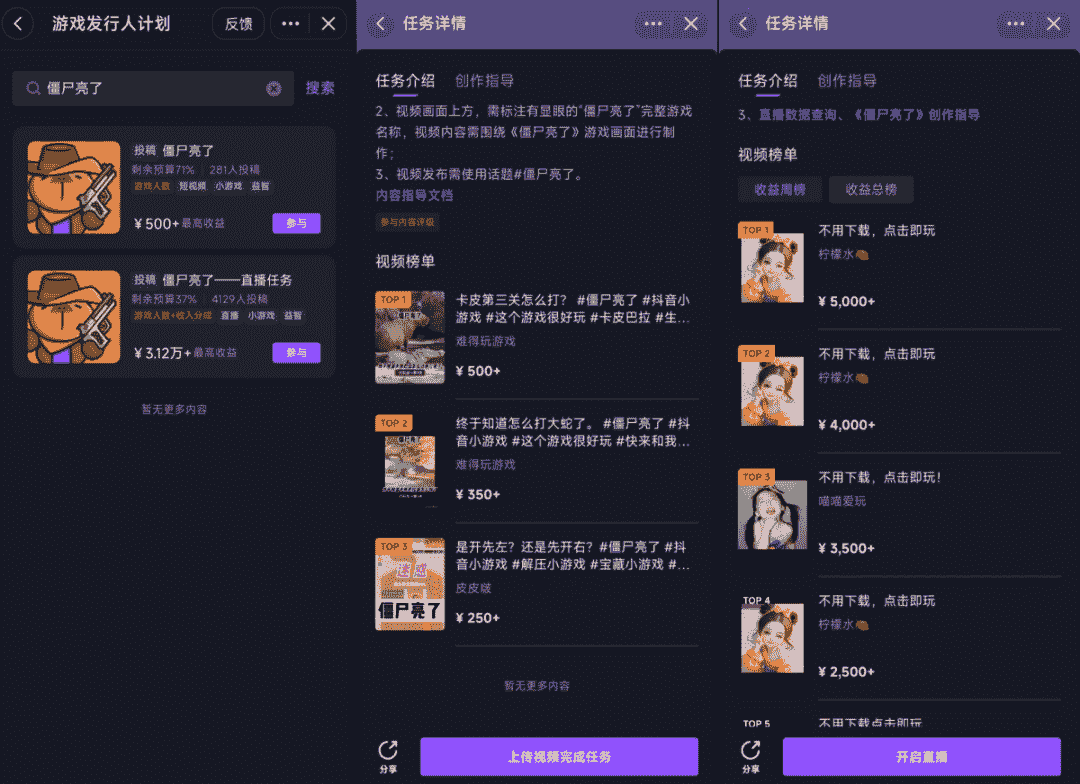 游戏发行人计划
反馈
僵尸亮了
搜索
投稿 僵尸亮了
剩余预算71% 281人投稿
游戏人数 短视频 小游戏 益智
¥ 500+ 最高收益
参与
投稿 僵尸亮了——直播任务
剩余预算37% 4129人投稿
游戏人数+收入分成 直播 小游戏 益智
¥ 3.12万+ 最高收益
参与
暂无更多内容
任务详情
任务介绍 创作指导
2、视频画面上方，需标注有显眼的“僵尸亮了”完整游戏
名称，视频内容需围绕《僵尸亮了》游戏画面进行制
作；
3、视频发布需使用话题#僵尸亮了。
内容指导文档
参与内容评级
视频榜单
TOP 1
卡皮第三关怎么打？ #僵尸亮了 #抖音小
游戏 #这个游戏很好玩 #卡皮巴拉 #生...
难得玩游戏
¥ 500+
TOP 2
终于知道怎么打大蛇了。 #僵尸亮了 #抖
音小游戏 #这个游戏很好玩 #快来和我...
难得玩游戏
¥ 350+
TOP 3
迷惑
僵尸亮了
是开先左？还是先开右？#僵尸亮了 #抖
音小游戏 #解压小游戏 #宝藏小游戏 #...
皮皮啵
¥ 250+
暂无更多内容
分享
上传视频完成任务
任务详情
任务介绍 创作指导
3、直播数据查询、《僵尸亮了》创作指导
视频榜单
收益周榜 收益总榜
TOP 1
不用下载，点击即玩
柠檬水
¥ 5,000+
TOP 2
不用下载，点击即玩
柠檬水
¥ 4,000+
TOP 3
不用下载，点击即玩！
喵喵爱玩
¥ 3,500+
TOP 4
不用下载，点击即玩
柠檬水
¥ 2,500+
TOP 5
不用下载点击即玩
分享
开启直播